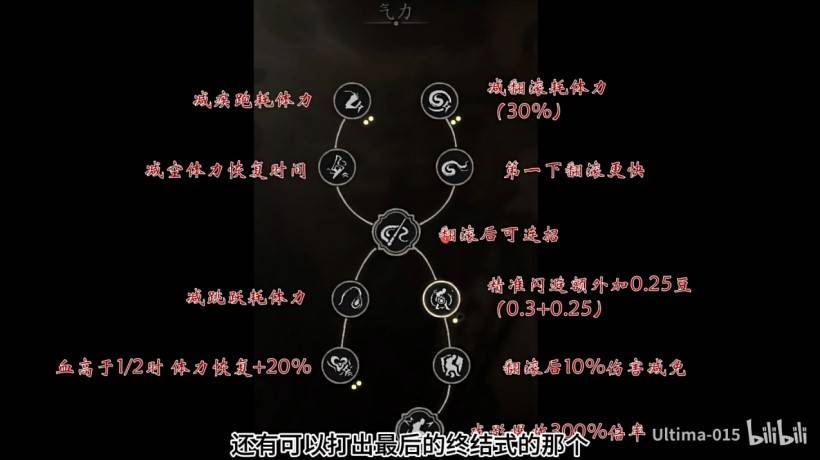 气力
减疾跑耗体力
减翻滚耗体力
(30%)
减空体力恢复时间
第一下翻滚更快
翻滚后可连招
减跳跃耗体力
精准闪避额外加0.25豆
(0.3+0.25)
血高于1/2时 体力恢复+20%
翻滚后10%伤害减免
300%倍率
Ultima-015 bilibili
还有可以打出最后的终结式的那个